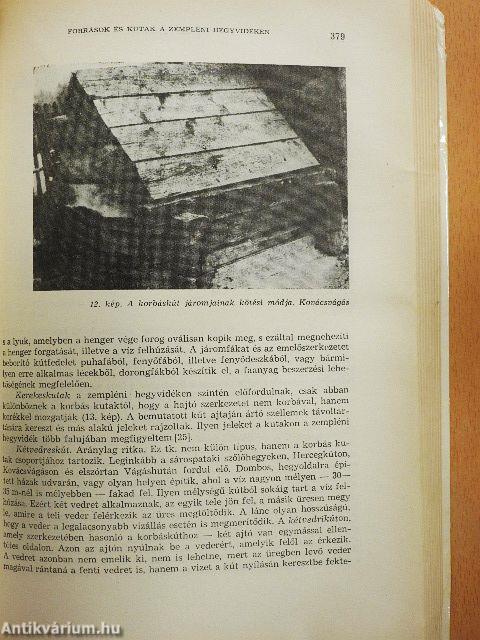 FORRÁSOK ÉS KUTAK A ZEMPLÉNI HEGYVIDÉKEN
379
12. kép. A korbáskút járomjainak kötési módja. Kovácsvágás
s a lyuk, amelyben a henger vége forog oválisan kopik meg, s ezáltal megnehezíti
a henger forgatását, illetve a víz felhúzását. A járomfákat és az emelőszerkezetet
beborító kútfedelet puhafából, fenyőfából, illetve fenyődeszkából, vagy bármi-
lyen erre alkalmas lécekből, dorongfákból készítik el, a faanyag beszerzési lehe-
tőségének megfelelően.
Kerekeskutak a zempléni hegyvidéken szintén előfordulnak, csak abban
különböznek a korbás kutaktól, hogy a hajtó szerkezetet nem korbával, hanem
kerékkel mozgatják (13. kép). A bemutatott kút ajtaján ártó szellemek távoltar-
tására kereszt és más alakú jeleket rajzoltak. Ilyen jeleket a kutakon a zempléni
hegyvidék több falujában megfigyeltem [25].
Kétvedreskút. Aránylag ritka. Ez tk. nem külön típus, hanem a korbás ku-
tak csoportjához tartozik. Leginkább a sárospataki szőlőhegyeken, Hercegkúton,
Kovácsvágáson és elszórtan Vágáshután fordul elő. Dombos, hegyoldalra épí-
tett házak udvarán, vagy olyan helyen építik, ahol a víz nagyon mélyen — 30—
35 m-nél is mélyebben — fakad fel. Ilyen mélységű kútból sokáig tart a víz fel-
húzása. Ezért két vedret alkalmaznak, az egyik tele jön fel, a másik üresen megy
le, amire a teli veder felérkezik az üres megtöltődik. A lánc olyan hosszúságú,
hogy a veder a legalacsonyabb vízállás esetén is megmerítődik. A kétvedrikúton,
amely szerkezetében hasonló a korbáskúthoz — két ajtó van egymással ellen-
tétes oldalon. Azon az ajtón nyúlnak be a vederért, amelyik felől az érkezik.
A vedret azonban nem emelik ki, nem is lehetne, mert az üregben levő veder
magával rántaná a fenti vedret is, hanem a vizet a kút nyílásán keresztbe fekte-
Antikvárium.hu